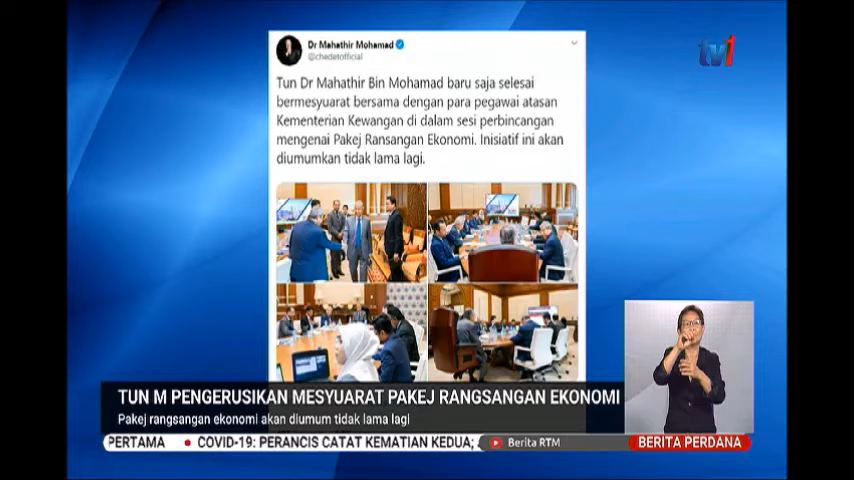 tv1
Dr Mahathir Mohamad
@chedetofficial
Tun Dr Mahathir Bin Mohamad baru saja selesai
bermesyuarat bersama dengan para pegawai atasan
Kementerian Kewangan di dalam sesi perbincangan
mengenai Pakej Ransangan Ekonomi. Inisiatif ini akan
diumumkan tidak lama lagi.
TUN M PENGERUSIKAN MESYUARAT PAKEJ RANGSANGAN EKONOMI
Pakej rangsangan ekonomi akan diumum tidak lama lagi
PERTAMA • COVID-19: PERANCIS CATAT KEMATIAN KEDUA; Berita RTM BERITA PERDANA